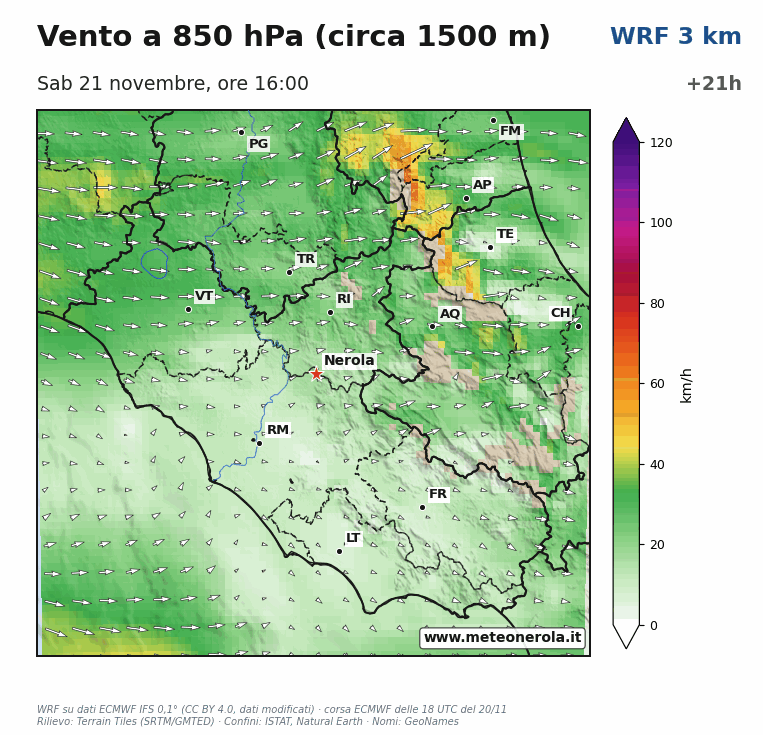 Vento a 850 hPa (circa 1500 m)
WRF 3 km
Sab 21 novembre, ore 16:00
+21h
FM
PG
AP
TE
TR
VT
RI
AQ
CH
Nerola
RM
FR
LT
www.meteonerola.it
120
100
80
60
40
20
0
km/h
WRF su dati ECMWF IFS 0,1° (CC BY 4.0, dati modificati) · corsa ECMWF delle 18 UTC del 20/11
Rilievo: Terrain Tiles (SRTM/GMTED) · Confini: ISTAT, Natural Earth · Nomi: GeoNames